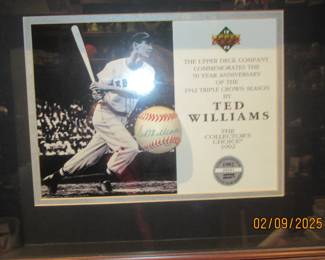 THE UPPER DECK COMPANY
COMMEMORATES THE
50 YEAR ANNIVERSARY
OF THE
1942 TRIPLE CROWN SEASON
BY
TED
WILLIAMS
THE
COLLECTOR'S
CHOICE
1992
02/09/2025